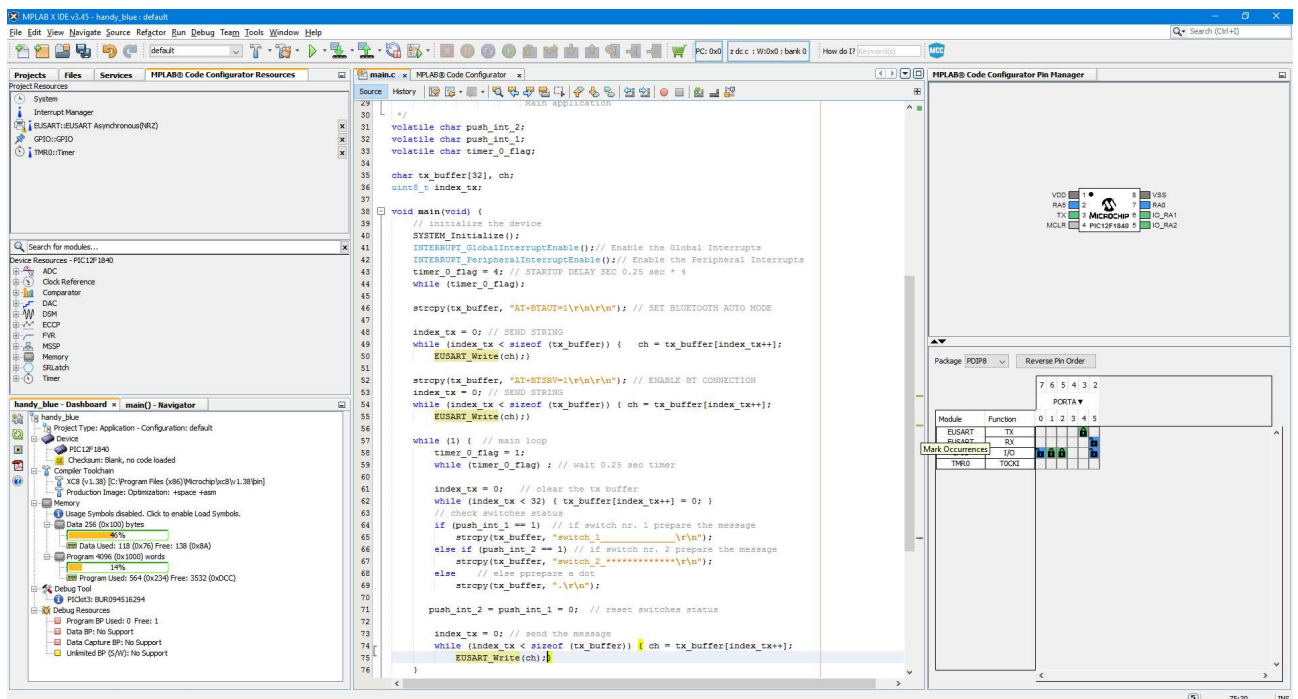 MPLAB X IDE v3.45 - handy_blue : default
File Edit View Navigate Source Refactor Run Debug Team Tools Window Help
Search (Ctrl+I)
default
PC: 0x0 z dc c : W:0x0 : bank 0 How do I? Keyword(s)
Projects Files Services MPLAB® Code Configurator Resources
Project Resources
System
Interrupt Manager
EUSART::EUSART Asynchronous(NRZ)
GPIO::GPIO
TMR0::Timer
Search for modules...
Device Resources - PIC12F1840
ADC
Clock Reference
Comparator
DAC
DSM
ECCP
FVR
MSSP
Memory
SRLatch
Timer
handy_blue - Dashboard main() - Navigator
handy_blue
Project Type: Application - Configuration: default
Device
PIC12F1840
Checksum: Blank, no code loaded
Compiler Toolchain
XC8 (v1.38) [C:\Program Files (x86)\Microchip\xc8\v1.38\bin]
Production Image: Optimization: +space +asm
Memory
Usage Symbols disabled. Click to enable Load Symbols.
Data 256 (0x100) bytes
46%
Data Used: 118 (0x76) Free: 138 (0x8A)
Program 4096 (0x1000) words
14%
Program Used: 564 (0x234) Free: 3532 (0xDCC)
Debug Tool
PICkit3: BUR094516294
Debug Resources
Program BP Used: 0 Free: 1
Data BP: No Support
Data Capture BP: No Support
Unlimited BP (S/W): No Support
main.c MPLAB® Code Configurator
Source History
29 Main application
30 */
31 volatile char push_int_2;
32 volatile char push_int_1;
33 volatile char timer_0_flag;
34
35 char tx_buffer[32], ch;
36 uint8_t index_tx;
37
38 void main(void) {
39 // initialize the device
40 SYSTEM_Initialize();
41 INTERRUPT_GlobalInterruptEnable();// Enable the Global Interrupts
42 INTERRUPT_PeripheralInterruptEnable();// Enable the Peripheral Interrupts
43 timer_0_flag = 4; // STARTUP DELAY SEC 0.25 sec * 4
44 while (timer_0_flag);
45
46 strcpy(tx_buffer, "AT+BTAUT=1\r\n\r\n"); // SET BLUETOOTH AUTO MODE
47
48 index_tx = 0; // SEND STRING
49 while (index_tx < sizeof (tx_buffer)) { ch = tx_buffer[index_tx++];
50 EUSART_Write(ch);}
51
52 strcpy(tx_buffer, "AT+BTSRV=1\r\n\r\n"); // ENABLE BT CONNECTION
53 index_tx = 0; // SEND STRING
54 while (index_tx < sizeof (tx_buffer)) { ch = tx_buffer[index_tx++];
55 EUSART_Write(ch);}
56
57 while (1) { // main loop
58 timer_0_flag = 1;
59 while (timer_0_flag) ; // wait 0.25 sec timer
60
61 index_tx = 0; // clear the tx buffer
62 while (index_tx < 32) { tx_buffer[index_tx++] = 0; }
63 // check switches status
64 if (push_int_1 == 1) // if switch nr. 1 prepare the message
65 strcpy(tx_buffer, "switch_1_____________\r\n");
66 else if (push_int_2 == 1) // if switch nr. 2 prepare the message
67 strcpy(tx_buffer, "switch_2_*************\r\n");
68 else // else pprepare a dot
69 strcpy(tx_buffer, ".\r\n");
70
71 push_int_2 = push_int_1 = 0; // reset switches status
72
73 index_tx = 0; // send the message
74 while (index_tx < sizeof (tx_buffer)) { ch = tx_buffer[index_tx++];
75 EUSART_Write(ch);}
76 }
MPLAB® Code Configurator Pin Manager
VDD 1 8 VSS
RA5 2 7 RA0
TX 3 MICROCHIP 6 IO_RA1
MCLR 4 PIC12F1840 5 IO_RA2
Package PDIP8 Reverse Pin Order
7 6 5 4 3 2
PORTA ▼
Module Function 0 1 2 3 4 5
EUSART TX
EUSART RX
Mark Occurrences I/O
TMR0 T0CKI
75:20 INS